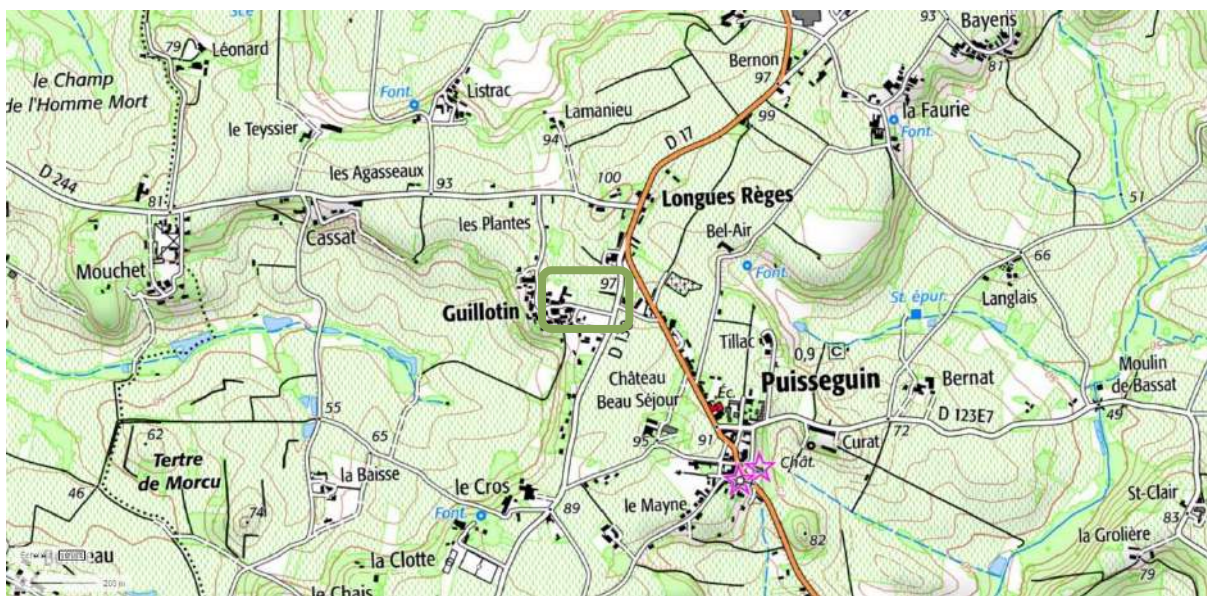 79
Léonard
le Champ
de l'Homme Mort
le Teyssier
Font.
Listrac
Lamanieu
94
Bernon
97
99
93
Bayens
81
la Faurie
Font.
D 17
D 244
81
les Agasseaux
93
100
Longues Règes
51
les Plantes
Cassat
Bel-Air
Font.
66
Mouchet
Guillotin
97
Langlais
St. épur.
Tillac
0,9
C
Moulin
de Bassat
Château
Beau Séjour
Éc.
Puisseguin
Bernat
D 123E7
49
55
62
65
95
91
72
Curat
Chât.
Tertre
de Morcu
46
la Baisse
le Cros
89
le Mayne
St-Clair
83
74
Font.
82
la Grolière
79
la Clotte
le Chais
200 m